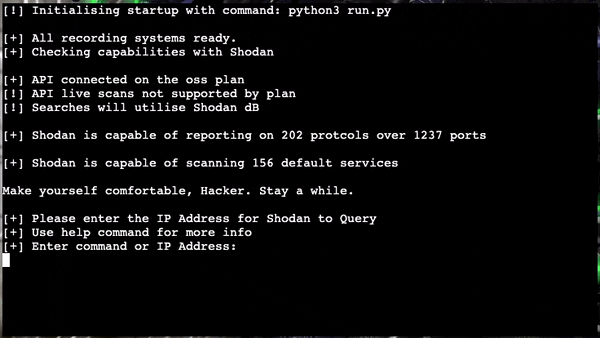 [!] Initialising startup with command: python3 run.py
[+] All recording systems ready.
[+] Checking capabilities with Shodan
[+] API connected on the oss plan
[!] API live scans not supported by plan
[!] Searches will utilise Shodan dB
[+] Shodan is capable of reporting on 202 protcols over 1237 ports
[+] Shodan is capable of scanning 156 default services
Make yourself comfortable, Hacker. Stay a while.
[+] Please enter the IP Address for Shodan to Query
[+] Use help command for more info
[+] Enter command or IP Address: